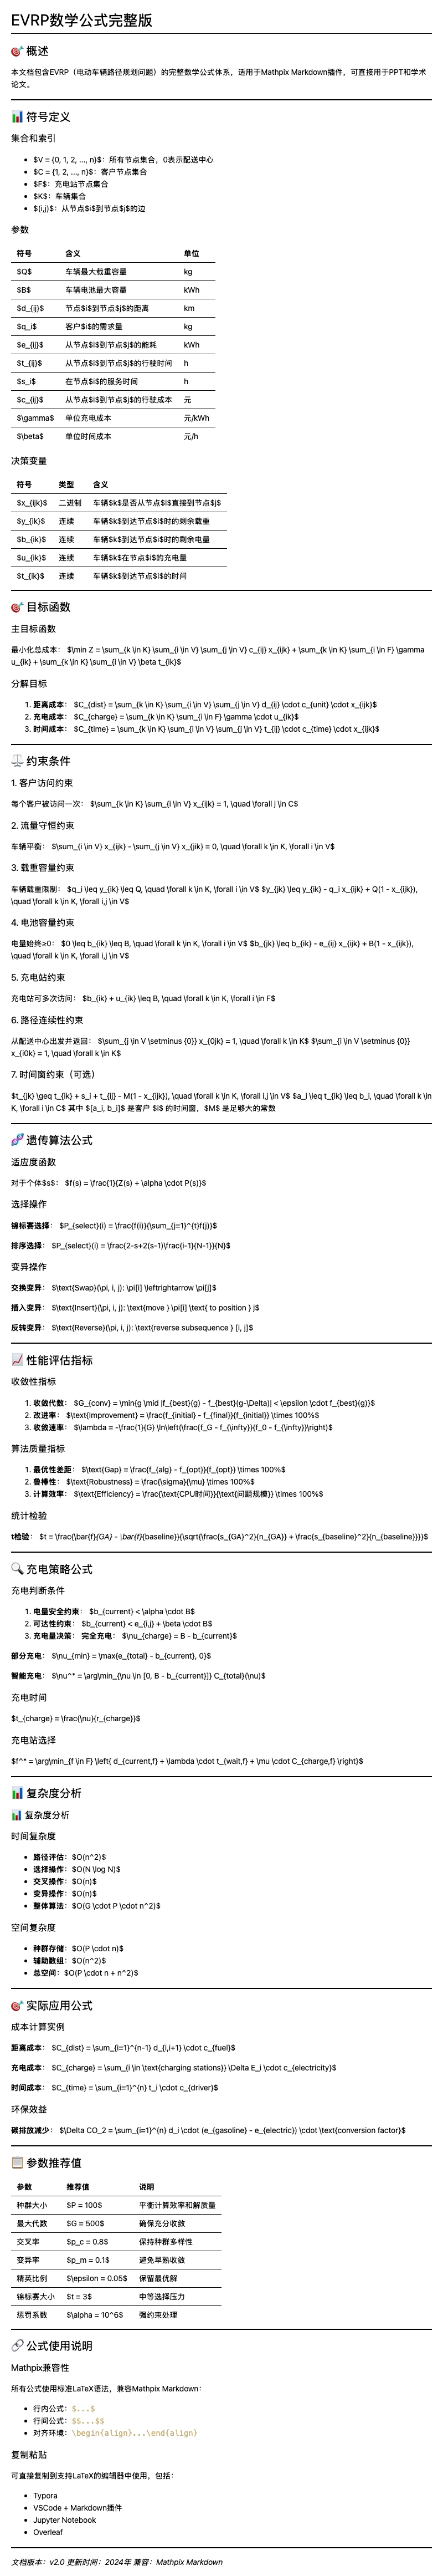 EVRP数学公式完整版
🎯 概述
本文档包含EVRP（电动车辆路径规划问题）的完整数学公式体系，适用于Mathpix Markdown插件，可直接用于PPT和学术
论文。
📊 符号定义
集合和索引
• $V = {0, 1, 2, ..., n}$：所有节点集合，0表示配送中心
• $C = {1, 2, ..., n}$：客户节点集合
• $F$：充电站节点集合
• $K$：车辆集合
• $(i,j)$：从节点$i$到节点$j$的边
参数
符号 含义 单位
$Q$ 车辆最大载重容量 kg
$B$ 车辆电池最大容量 kWh
$d_{ij}$ 节点$i$到节点$j$的距离 km
$q_i$ 客户$i$的需求量 kg
$e_{ij}$ 从节点$i$到节点$j$的能耗 kWh
$t_{ij}$ 从节点$i$到节点$j$的行驶时间 h
$s_i$ 在节点$i$的服务时间 h
$c_{ij}$ 从节点$i$到节点$j$的行驶成本 元
$\gamma$ 单位充电成本 元/kWh
$\beta$ 单位时间成本 元/h
决策变量
符号 类型 含义
$x_{ijk}$ 二进制 车辆$k$是否从节点$i$直接到节点$j$
$y_{ik}$ 连续 车辆$k$到达节点$i$时的剩余载重
$b_{ik}$ 连续 车辆$k$到达节点$i$时的剩余电量
$u_{ik}$ 连续 车辆$k$在节点$i$的充电量
$t_{ik}$ 连续 车辆$k$到达节点$i$的时间
🎯 目标函数
主目标函数
最小化总成本： $\min Z = \sum_{k \in K} \sum_{i \in V} \sum_{j \in V} c_{ij} x_{ijk} + \sum_{k \in K} \sum_{i \in F} \gamma
u_{ik} + \sum_{k \in K} \sum_{i \in V} \beta t_{ik}$
分解目标
1. 距离成本： $C_{dist} = \sum_{k \in K} \sum_{i \in V} \sum_{j \in V} d_{ij} \cdot c_{unit} \cdot x_{ijk}$
2. 充电成本： $C_{charge} = \sum_{k \in K} \sum_{i \in F} \gamma \cdot u_{ik}$
3. 时间成本： $C_{time} = \sum_{k \in K} \sum_{i \in V} \sum_{j \in V} t_{ij} \cdot c_{time} \cdot x_{ijk}$
⚖️ 约束条件
1. 客户访问约束
每个客户被访问一次： $\sum_{k \in K} \sum_{i \in V} x_{ijk} = 1, \quad \forall j \in C$
2. 流量守恒约束
车辆平衡： $\sum_{i \in V} x_{ijk} - \sum_{j \in V} x_{jik} = 0, \quad \forall k \in K, \forall i \in V$
3. 载重容量约束
车辆载重限制： $q_i \leq y_{ik} \leq Q, \quad \forall k \in K, \forall i \in V$ $y_{jk} \leq y_{ik} - q_i x_{ijk} + Q(1 - x_{ijk}),
\quad \forall k \in K, \forall i,j \in V$
4. 电池容量约束
电量始终≥0： $0 \leq b_{ik} \leq B, \quad \forall k \in K, \forall i \in V$ $b_{jk} \leq b_{ik} - e_{ij} x_{ijk} + B(1 - x_{ijk}),
\quad \forall k \in K, \forall i,j \in V$
5. 充电站约束
充电站可多次访问： $b_{ik} + u_{ik} \leq B, \quad \forall k \in K, \forall i \in F$
6. 路径连续性约束
从配送中心出发并返回： $\sum_{j \in V \setminus {0}} x_{0jk} = 1, \quad \forall k \in K$ $\sum_{i \in V \setminus {0}}
x_{i0k} = 1, \quad \forall k \in K$
7. 时间窗约束（可选）
$t_{jk} \geq t_{ik} + s_i + t_{ij} - M(1 - x_{ijk}), \quad \forall k \in K, \forall i,j \in V$ $a_i \leq t_{ik} \leq b_i, \quad \forall k \in
K, \forall i \in C$ 其中 $[a_i, b_i]$ 是客户 $i$ 的时间窗，$M$ 是足够大的常数
🧬 遗传算法公式
适应度函数
对于个体$s$： $f(s) = \frac{1}{Z(s) + \alpha \cdot P(s)}$
选择操作
锦标赛选择： $P_{select}(i) = \frac{f(i)}{\sum_{j=1}^{t}f(j)}$
排序选择： $P_{select}(i) = \frac{2-s+2(s-1)\frac{i-1}{N-1}}{N}$
变异操作
交换变异： $\text{Swap}(\pi, i, j): \pi[i] \leftrightarrow \pi[j]$
插入变异： $\text{Insert}(\pi, i, j): \text{move } \pi[i] \text{ to position } j$
反转变异： $\text{Reverse}(\pi, i, j): \text{reverse subsequence } [i, j]$
📈 性能评估指标
收敛性指标
1. 收敛代数： $G_{conv} = \min{g \mid |f_{best}(g) - f_{best}(g-\Delta)| < \epsilon \cdot f_{best}(g)}$
2. 改进率： $\text{Improvement} = \frac{f_{initial} - f_{final}}{f_{initial}} \times 100%$
3. 收敛速率： $\lambda = -\frac{1}{G} \ln\left(\frac{f_G - f_{\infty}}{f_0 - f_{\infty}}\right)$
算法质量指标
1. 最优性差距： $\text{Gap} = \frac{f_{alg} - f_{opt}}{f_{opt}} \times 100%$
2. 鲁棒性： $\text{Robustness} = \frac{\sigma}{\mu} \times 100%$
3. 计算效率： $\text{Efficiency} = \frac{\text{CPU时间}}{\text{问题规模}} \times 100%$
统计检验
t检验： $t = \frac{\bar{f}{GA} - \bar{f}{baseline}}{\sqrt{\frac{s_{GA}^2}{n_{GA}} + \frac{s_{baseline}^2}{n_{baseline}}}}$
🔍 充电策略公式
充电判断条件
1. 电量安全约束： $b_{current} < \alpha \cdot B$
2. 可达性约束： $b_{current} < e_{i,j} + \beta \cdot B$
3. 充电量决策： 完全充电： $\nu_{charge} = B - b_{current}$
部分充电： $\nu_{min} = \max{e_{total} - b_{current}, 0}$
智能充电： $\nu^* = \arg\min_{\nu \in [0, B - b_{current}]} C_{total}(\nu)$
充电时间
$t_{charge} = \frac{\nu}{r_{charge}}$
充电站选择
$f^* = \arg\min_{f \in F} \left{ d_{current,f} + \lambda \cdot t_{wait,f} + \mu \cdot C_{charge,f} \right}$
📊 复杂度分析
📊 复杂度分析
时间复杂度
• 路径评估：$O(n^2)$
• 选择操作：$O(N \log N)$
• 交叉操作：$O(n)$
• 变异操作：$O(n)$
• 整体算法：$O(G \cdot P \cdot n^2)$
空间复杂度
• 种群存储：$O(P \cdot n)$
• 辅助数组：$O(n^2)$
• 总空间：$O(P \cdot n + n^2)$
🎯 实际应用公式
成本计算实例
距离成本： $C_{dist} = \sum_{i=1}^{n-1} d_{i,i+1} \cdot c_{fuel}$
充电成本： $C_{charge} = \sum_{i \in \text{charging stations}} \Delta E_i \cdot c_{electricity}$
时间成本： $C_{time} = \sum_{i=1}^{n} t_i \cdot c_{driver}$
环保效益
碳排放减少： $\Delta CO_2 = \sum_{i=1}^{n} d_i \cdot (e_{gasoline} - e_{electric}) \cdot \text{conversion factor}$
📋 参数推荐值
参数 推荐值 说明
种群大小 $P = 100$ 平衡计算效率和解质量
最大代数 $G = 500$ 确保充分收敛
交叉率 $p_c = 0.8$ 保持种群多样性
变异率 $p_m = 0.1$ 避免早熟收敛
精英比例 $\epsilon = 0.05$ 保留最优解
锦标赛大小 $t = 3$ 中等选择压力
惩罚系数 $\alpha = 10^6$ 强约束处理
🔗 公式使用说明
Mathpix兼容性
所有公式使用标准LaTeX语法，兼容Mathpix Markdown：
• 行内公式：$...$
• 行间公式：$$...$$
• 对齐环境：\begin{align}...\end{align}
复制粘贴
可直接复制到支持LaTeX的编辑器中使用，包括：
• Typora
• VSCode + Markdown插件
• Jupyter Notebook
• Overleaf
文档版本：v2.0 更新时间：2024年 兼容：Mathpix Markdown